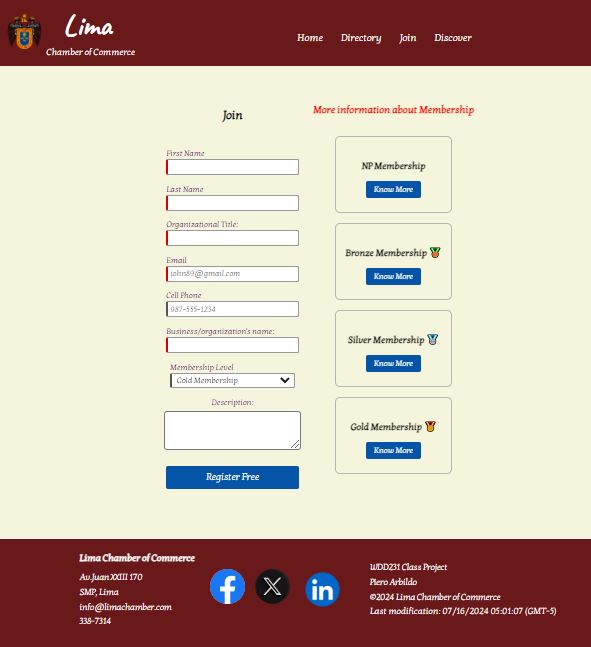 Lima
Chamber of Commerce
Home Directory Join Discover
Join
First Name
Last Name
Organizational Title:
Email
john89@gmail.com
Cell Phone
987-555-1234
Business/organization's name:
Membership Level
Gold Membership
Description:
Register Free
More information about Membership
NP Membership
Know More
Bronze Membership
Know More
Silver Membership
Know More
Gold Membership
Know More
Lima Chamber of Commerce
Av.Juan XXIII 170
SMP, Lima
info@limachamber.com
338-7314
WDD231 Class Project
Piero Arbildo
©2024 Lima Chamber of Commerce
Last modification: 07/16/2024 05:01:07 (GMT-5)